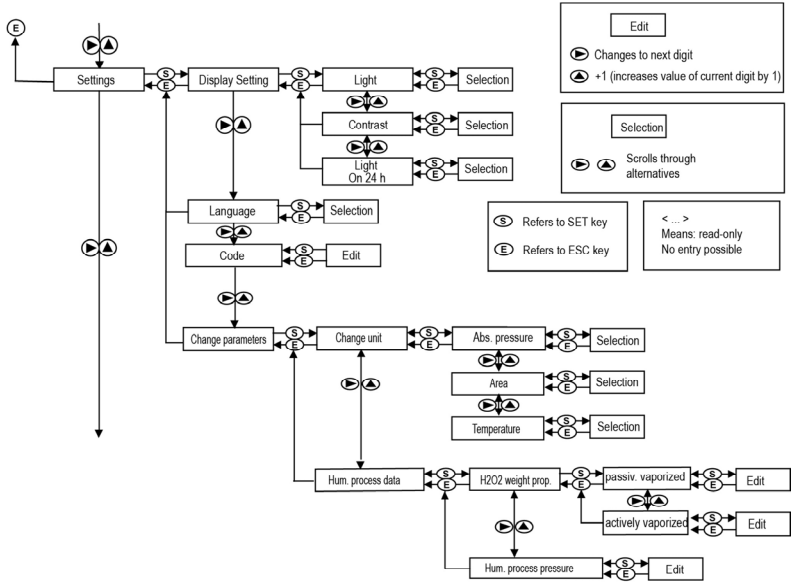 E
Edit
Changes to next digit
+1 (increases value of current digit by 1)
Settings
S
E
Display Setting
S
E
Light
S
E
Selection
Contrast
S
E
Selection
Light
On 24 h
S
E
Selection
Selection
Scrolls through
alternatives
Language
S
E
Selection
S Refers to SET key
E Refers to ESC key
< ... >
Means: read-only
No entry possible
Code
S
E
Edit
Change parameters
S
E
Change unit
S
E
Abs. pressure
S
E
Selection
Area
S
E
Selection
Temperature
S
E
Selection
Hum. process data
S
E
H2O2 weight prop.
S
E
passiv. vaporized
S
E
Edit
actively vaporized
S
E
Edit
Hum. process pressure
S
E
Edit